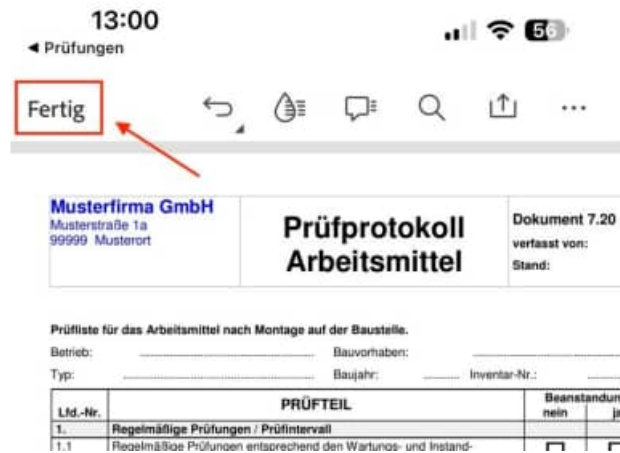 13:00
56
◀ Prüfungen
Fertig
Musterfirma GmbH
Musterstraße 1a
99999 Musterort
Prüfprotokoll
Arbeitsmittel
Dokument 7.20
verfasst von:
Stand:
Prüfliste für das Arbeitsmittel nach Montage auf der Baustelle.
Betrieb: Bauvorhaben:
Typ: Baujahr: Inventar-Nr.:
Lfd.-Nr. PRÜFTEIL Beanstandun
nein ja
1. Regelmäßige Prüfungen / Prüfintervall
1.1 Regelmäßige Prüfungen entsprechend den Wartungs- und Instand-